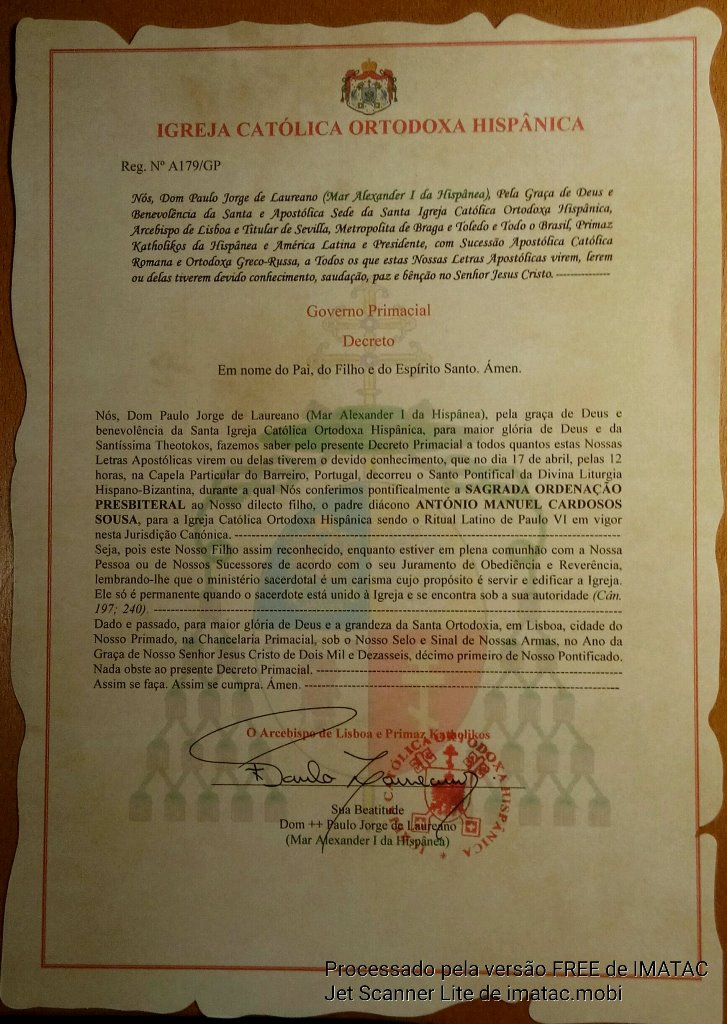 IGREJA CATÓLICA ORTODOXA HISPÂNICA
Reg. Nº A179/GP
Nós, Dom Paulo Jorge de Laureano (Mar Alexander I da Hispânea), Pela Graça de Deus e
Benevolência da Santa e Apostólica Sede da Santa Igreja Católica Ortodoxa Hispânica,
Arcebispo de Lisboa e Titular de Sevilla, Metropolita de Braga e Toledo e Todo o Brasil, Primaz
Katholikos da Hispânea e América Latina e Presidente, com Sucessão Apostólica Católica
Romana e Ortodoxa Greco-Russa, a Todos os que estas Nossas Letras Apostólicas virem, lerem
ou delas tiverem devido conhecimento, saudação, paz e bênção no Senhor Jesus Cristo. ---------------
Governo Primacial
Decreto
Em nome do Pai, do Filho e do Espírito Santo. Ámen.
Nós, Dom Paulo Jorge de Laureano (Mar Alexander I da Hispânea), pela graça de Deus e
benevolência da Santa Igreja Católica Ortodoxa Hispânica, para maior glória de Deus e da
Santíssima Theotokos, fazemos saber pelo presente Decreto Primacial a todos quantos estas Nossas
Letras Apostólicas virem ou delas tiverem o devido conhecimento, que no dia 17 de abril, pelas 12
horas, na Capela Particular do Barreiro, Portugal, decorreu o Santo Pontifical da Divina Liturgia
Hispano-Bizantina, durante a qual Nós conferimos pontificalmente a SAGRADA ORDENAÇÃO
PRESBITERAL ao Nosso dilecto filho, o padre diácono ANTÓNIO MANUEL CARDOSOS
SOUSA, para a Igreja Católica Ortodoxa Hispânica sendo o Ritual Latino de Paulo VI em vigor
nesta Jurisdição Canónica. ---------------
Seja, pois este Nosso Filho assim reconhecido, enquanto estiver em plena comunhão com a Nossa
Pessoa ou de Nossos Sucessores de acordo com o seu Juramento de Obediência e Reverência,
lembrando-lhe que o ministério sacerdotal é um carisma cujo propósito é servir e edificar a Igreja.
Ele só é permanente quando o sacerdote está unido à Igreja e se encontra sob a sua autoridade (Cân.
197; 240). ---------------
Dado e passado, para maior glória de Deus e a grandeza da Santa Ortodoxia, em Lisboa, cidade do
Nosso Primado, na Chancelaría Primacial, sob o Nosso Selo e Sinal de Nossas Armas, no Ano da
Graça de Nosso Senhor Jesus Cristo de Dois Mil e Dezasseis, décimo primeiro de Nosso Pontificado.
Nada obste ao presente Decreto Primacial. ---------------
Assim se faça. Assim se cumpra. Ámen. ---------------
O Arcebispo de Lisboa e Primaz Katholikos
Paulo Laureano
Sua Beatitude
Dom ++ Paulo Jorge de Laureano
(Mar Alexander I da Hispânea)
CATÓLICA ORTODOXA HISPÂNICA
Processado pela versão FREE de IMATAC
Jet Scanner Lite de imatac.mobi